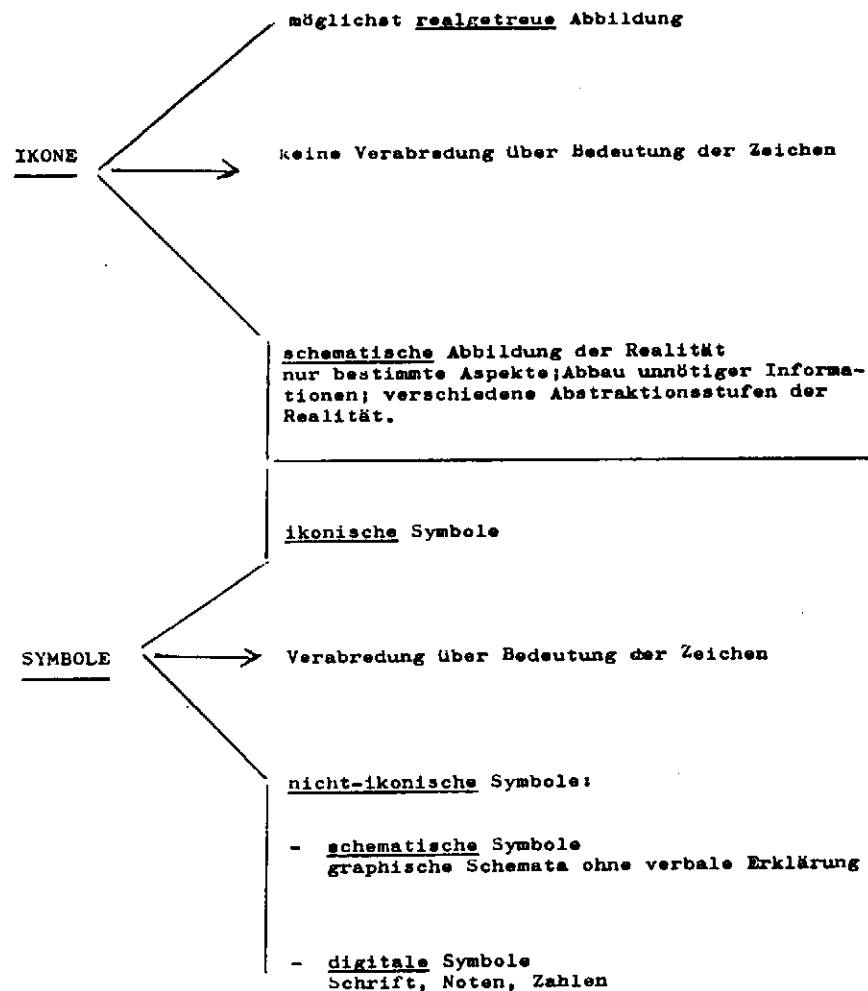 möglichst realgetreue Abbildung
IKONE
keine Verabredung über Bedeutung der Zeichen
schematische Abbildung der Realität
nur bestimmte Aspekte;Abbau unnötiger Informa-
tionen; verschiedene Abstraktionsstufen der
Realität.
ikonische Symbole
SYMBOLE
Verabredung über Bedeutung der Zeichen
nicht-ikonische Symbole:
- schematische Symbole
graphische Schemata ohne verbale Erklärung
- digitale Symbole
Schrift, Noten, Zahlen